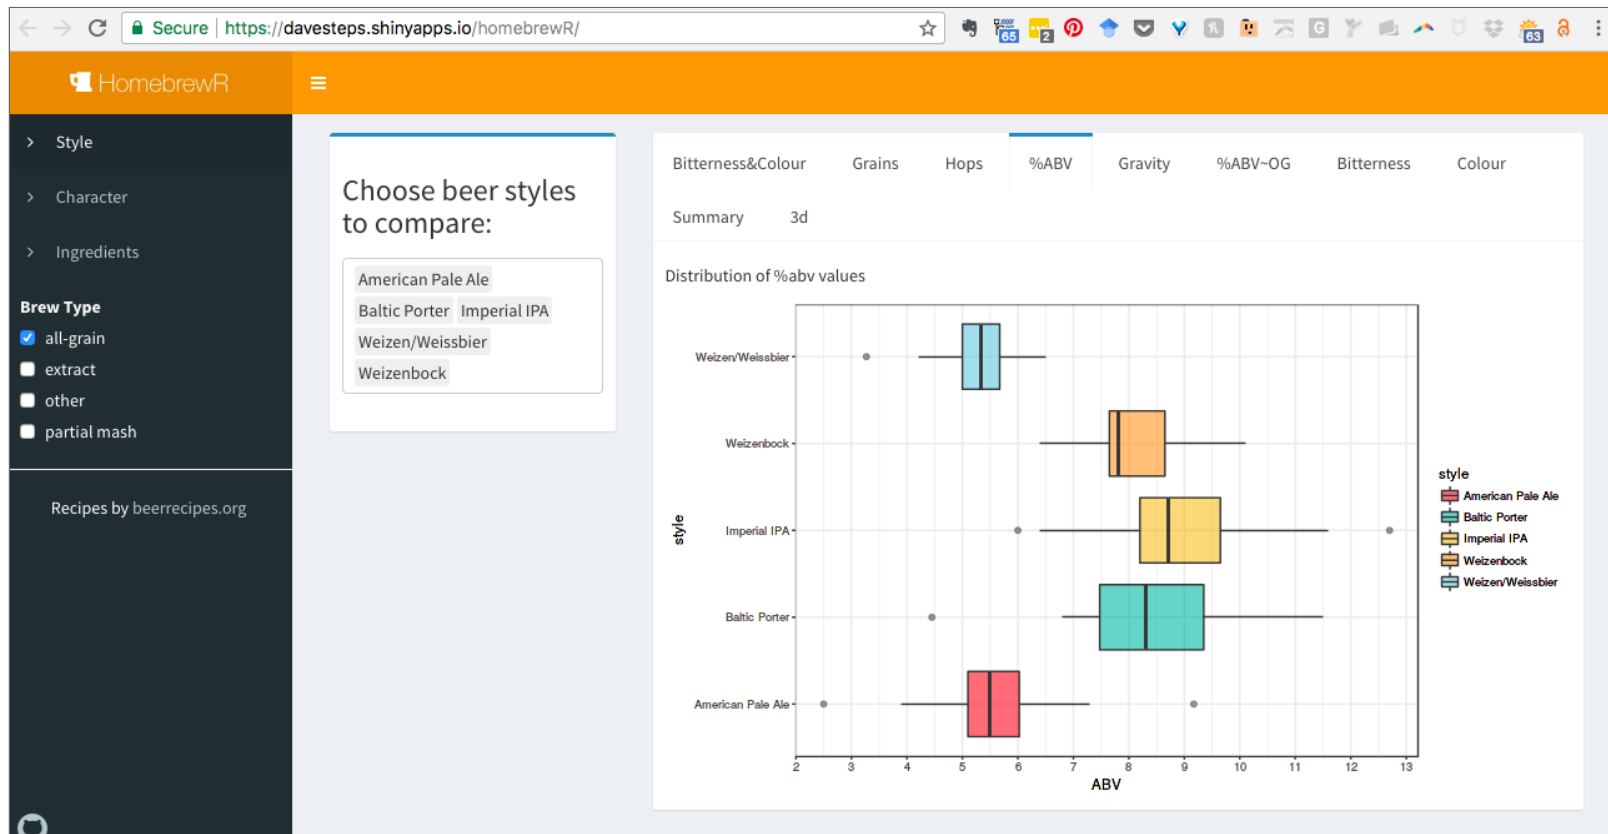 Secure | https://davesteps.shinyapps.io/homebrewR/
65
2
G
63
HomebrewR
Style
Character
Ingredients
Brew Type
all-grain
extract
other
partial mash
Recipes by beerrecipes.org
Choose beer styles
to compare:
American Pale Ale
Baltic Porter Imperial IPA
Weizen/Weissbier
Weizenbock
Bitterness&Colour Grains Hops %ABV Gravity %ABV~OG Bitterness Colour
Summary 3d
Distribution of %abv values
style
Weizen/Weissbier
Weizenbock
Imperial IPA
Baltic Porter
American Pale Ale
2 3 4 5 6 7 8 9 10 11 12 13
ABV
style
American Pale Ale
Baltic Porter
Imperial IPA
Weizenbock
Weizen/Weissbier